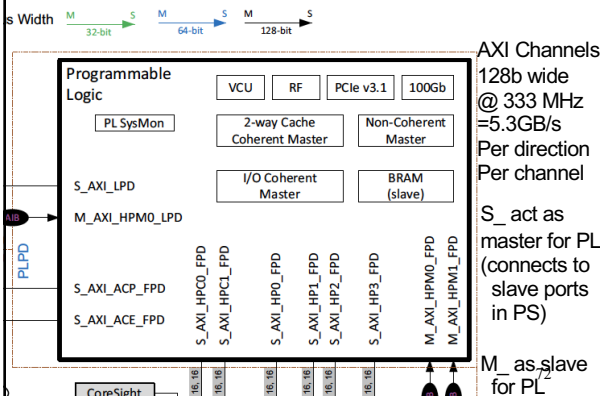 s Width
M S
32-bit
M S
64-bit
M S
128-bit
Programmable
Logic
VCU
RF
PCIe v3.1
100Gb
PL SysMon
2-way Cache
Coherent Master
Non-Coherent
Master
I/O Coherent
Master
BRAM
(slave)
S_AXI_LPD
M_AXI_HPM0_LPD
AIB
PLPD
S_AXI_ACP_FPD
S_AXI_ACE_FPD
S_AXI_HPC0_FPD
S_AXI_HPC1_FPD
S_AXI_HP0_FPD
S_AXI_HP1_FPD
S_AXI_HP2_FPD
S_AXI_HP3_FPD
M_AXI_HPM0_FPD
M_AXI_HPM1_FPD
16, 16
16, 16
16, 16
16, 16
16, 16
16, 16
CoreSight
AXI Channels
128b wide
@ 333 MHz
=5.3GB/s
Per direction
Per channel
S_ act as
master for PL
(connects to
slave ports
in PS)
M_ as slave
72
for PL